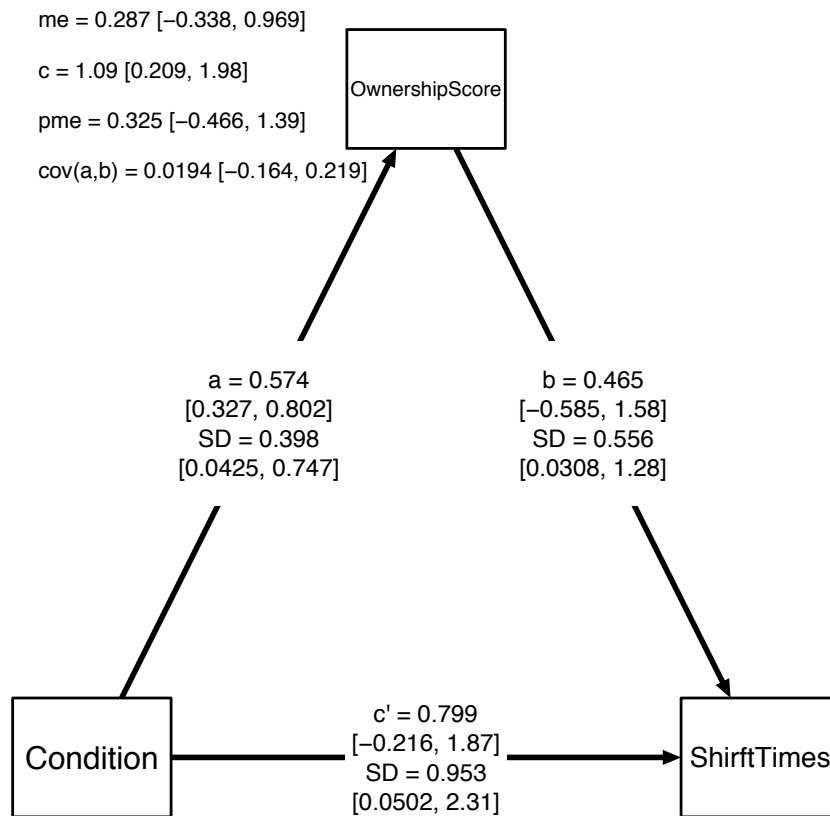 me = 0.287 [−0.338, 0.969]
c = 1.09 [0.209, 1.98]
pme = 0.325 [−0.466, 1.39]
cov(a,b) = 0.0194 [−0.164, 0.219]
OwnershipScore
a = 0.574
[0.327, 0.802]
SD = 0.398
[0.0425, 0.747]
b = 0.465
[−0.585, 1.58]
SD = 0.556
[0.0308, 1.28]
Condition
c' = 0.799
[−0.216, 1.87]
SD = 0.953
[0.0502, 2.31]
ShirftTimes